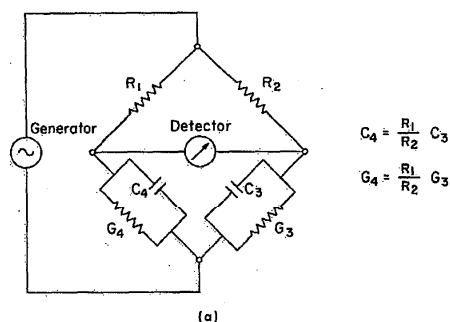 R₁
R₂
Generator
Detector
C₄
C₃
G₄
G₃
C₄ = R₁/R₂ C₃
G₄ = R₁/R₂ G₃
(a)